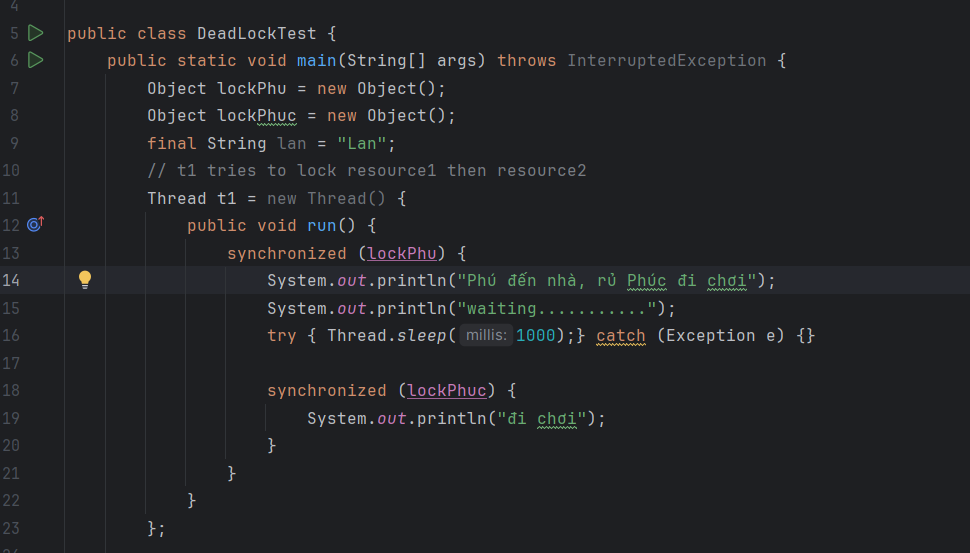 4
5 public class DeadLockTest {
6 public static void main(String[] args) throws InterruptedException {
7 Object lockPhu = new Object();
8 Object lockPhuc = new Object();
9 final String lan = "Lan";
10 // t1 tries to lock resource1 then resource2
11 Thread t1 = new Thread() {
12 public void run() {
13 synchronized (lockPhu) {
14 System.out.println("Phú đến nhà, rủ Phúc đi chơi");
15 System.out.println("waiting...........");
16 try { Thread.sleep( millis: 1000);} catch (Exception e) {}
17
18 synchronized (lockPhuc) {
19 System.out.println("đi chơi");
20 }
21 }
22 }
23 };